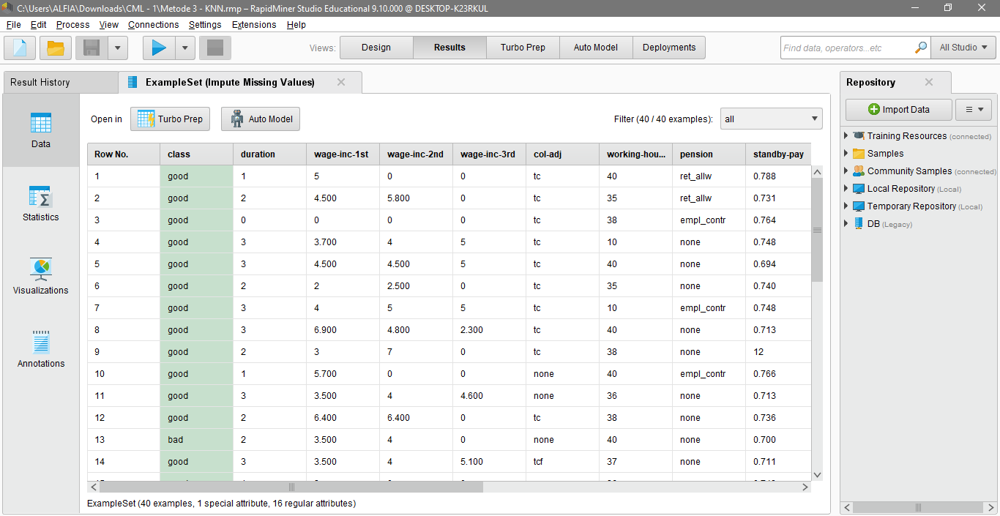 C:\Users\ALFIA\Downloads\CML - 1\Metode 3 - KNN.rmp – RapidMiner Studio Educational 9.10.000 @ DESKTOP-K23RKUL
File Edit Process View Connections Settings Extensions Help
Views: Design Results Turbo Prep Auto Model Deployments Find data, operators...etc All Studio
Result History ExampleSet (Impute Missing Values)
Open in Turbo Prep Auto Model Filter (40 / 40 examples): all
Data
Statistics
Visualizations
Annotations
Row No. class duration wage-inc-1st wage-inc-2nd wage-inc-3rd col-adj working-hou... pension standby-pay
1 good 1 5 0 0 tc 40 ret_allw 0.788
2 good 2 4.500 5.800 0 tc 35 ret_allw 0.731
3 good 0 0 0 0 tc 38 empl_contr 0.764
4 good 3 3.700 4 5 tc 10 none 0.748
5 good 3 4.500 4.500 5 tc 40 none 0.694
6 good 2 2 2.500 0 tc 35 none 0.740
7 good 3 4 5 5 tc 10 empl_contr 0.748
8 good 3 6.900 4.800 2.300 tc 40 none 0.713
9 good 2 3 7 0 tc 38 none 12
10 good 1 5.700 0 0 none 40 empl_contr 0.766
11 good 3 3.500 4 4.600 none 36 none 0.713
12 good 2 6.400 6.400 0 tc 38 none 0.736
13 bad 2 3.500 4 0 none 40 none 0.700
14 good 3 3.500 4 5.100 tcf 37 none 0.711
ExampleSet (40 examples, 1 special attribute, 16 regular attributes)
Repository
Import Data
Training Resources (connected)
Samples
Community Samples (connected)
Local Repository (Local)
Temporary Repository (Local)
DB (Legacy)